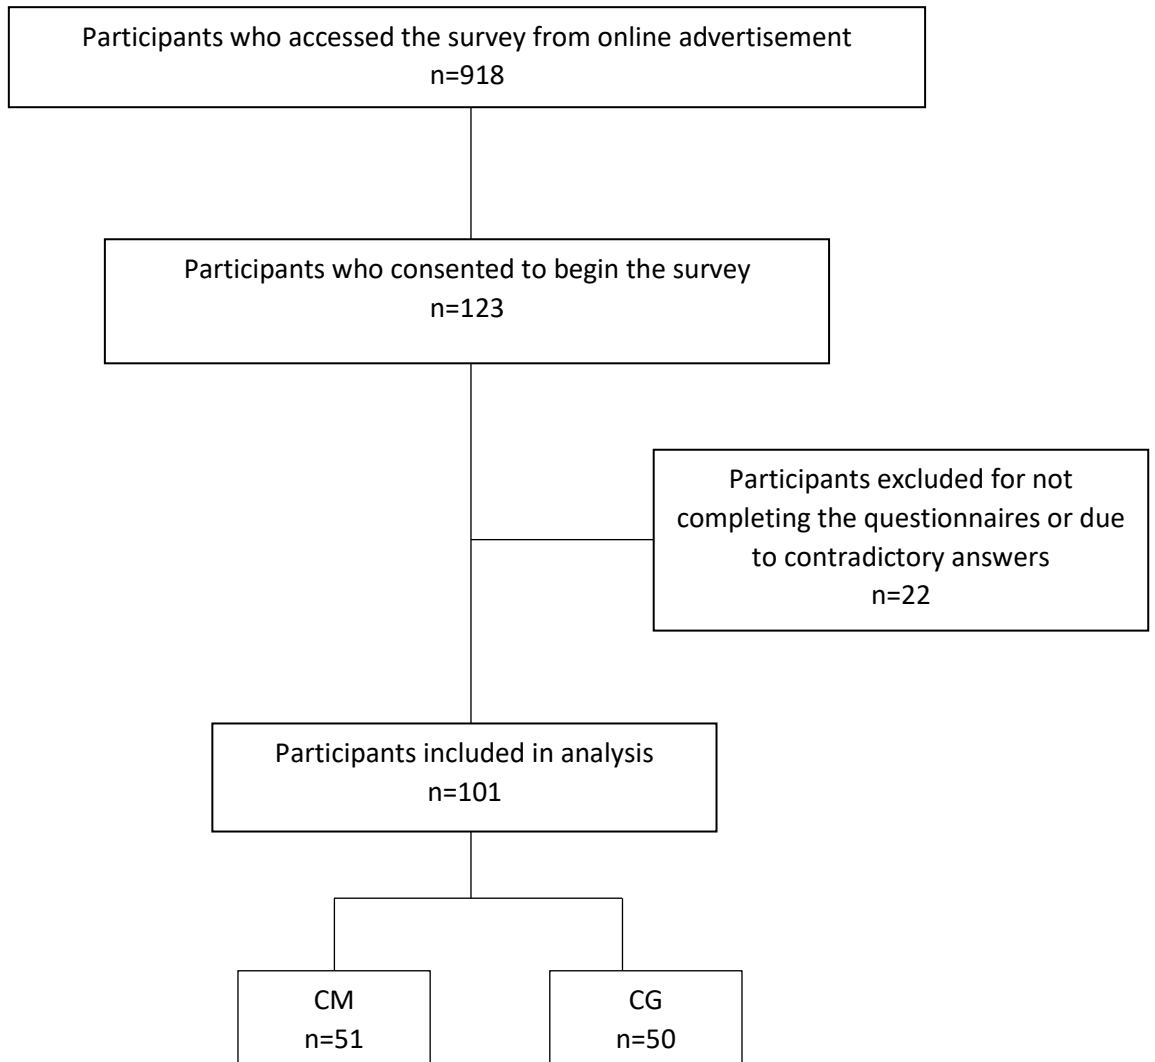 Participants who accessed the survey from online advertisement
n=918
Participants who consented to begin the survey
n=123
Participants excluded for not
completing the questionnaires or due
to contradictory answers
n=22
Participants included in analysis
n=101
CM
n=51
CG
n=50